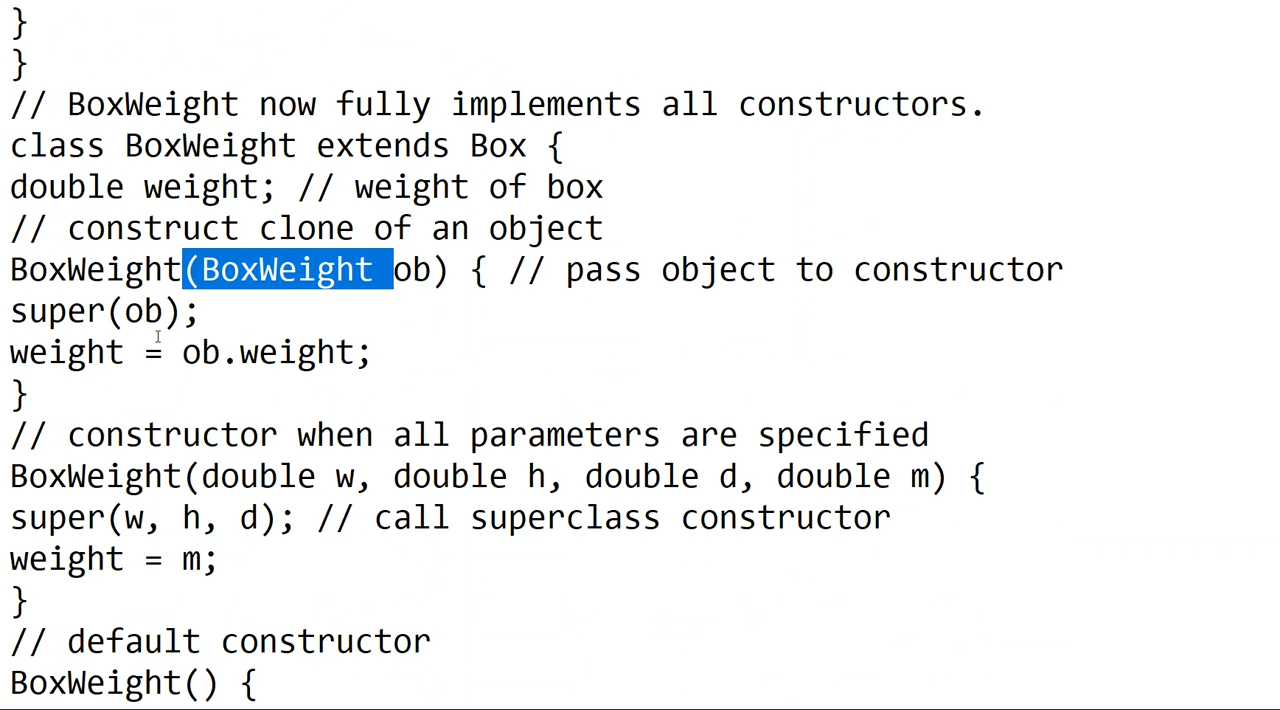 }
}
// BoxWeight now fully implements all constructors.
class BoxWeight extends Box {
double weight; // weight of box
// construct clone of an object
BoxWeight(BoxWeight ob) { // pass object to constructor
super(ob);
weight = ob.weight;
}
// constructor when all parameters are specified
BoxWeight(double w, double h, double d, double m) {
super(w, h, d); // call superclass constructor
weight = m;
}
// default constructor
BoxWeight() {